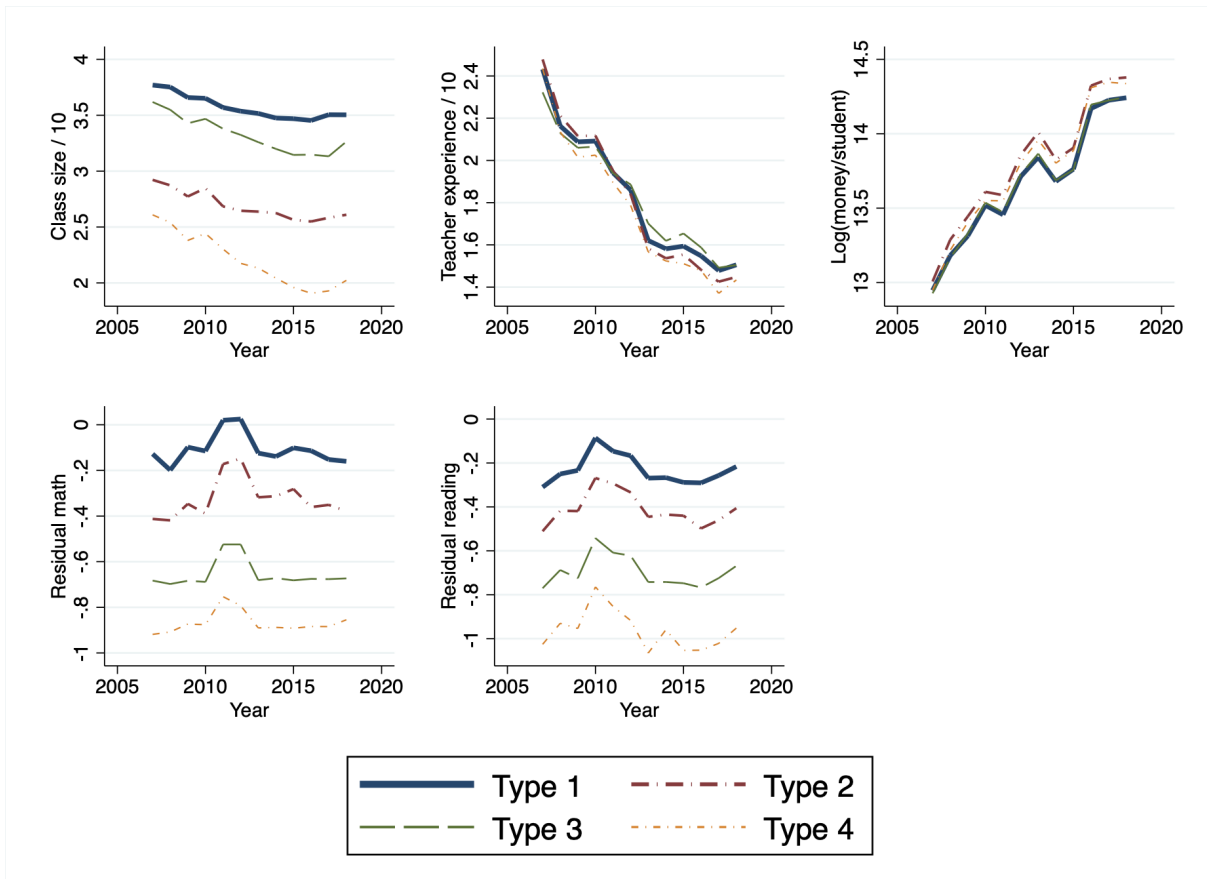 Class size / 10
4
3.5
3
2.5
2
2005 2010 2015 2020
Year
Teacher experience / 10
2.4
2.2
2
1.8
1.6
1.4
2005 2010 2015 2020
Year
Log(money/student)
14.5
14
13.5
13
2005 2010 2015 2020
Year
Residual math
0
-.2
-.4
-.6
-.8
-1
2005 2010 2015 2020
Year
Residual reading
0
-.2
-.4
-.6
-.8
-1
2005 2010 2015 2020
Year
Type 1 Type 2
Type 3 Type 4